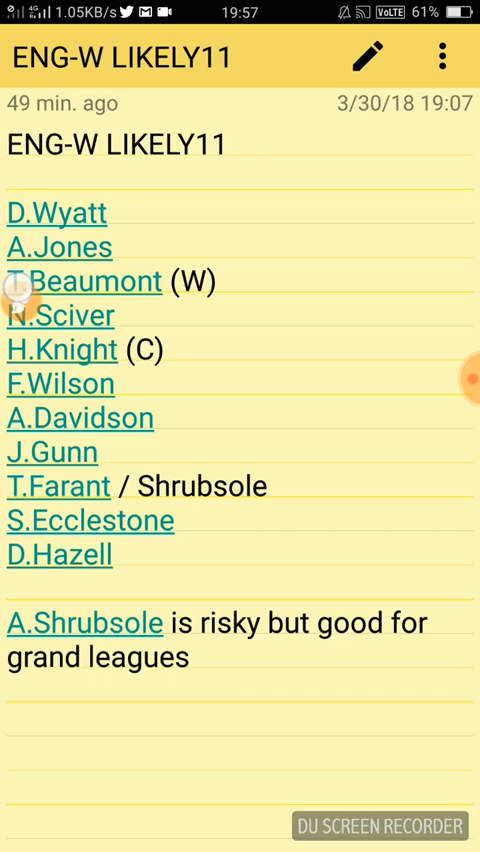 4G 1.05KB/s 19:57 VoLTE 61%
ENG-W LIKELY11
49 min. ago 3/30/18 19:07
ENG-W LIKELY11
D.Wyatt
A.Jones
T.Beaumont (W)
N.Sciver
H.Knight (C)
F.Wilson
A.Davidson
J.Gunn
T.Farant / Shrubsole
S.Ecclestone
D.Hazell
A.Shrubsole is risky but good for
grand leagues
DU SCREEN RECORDER